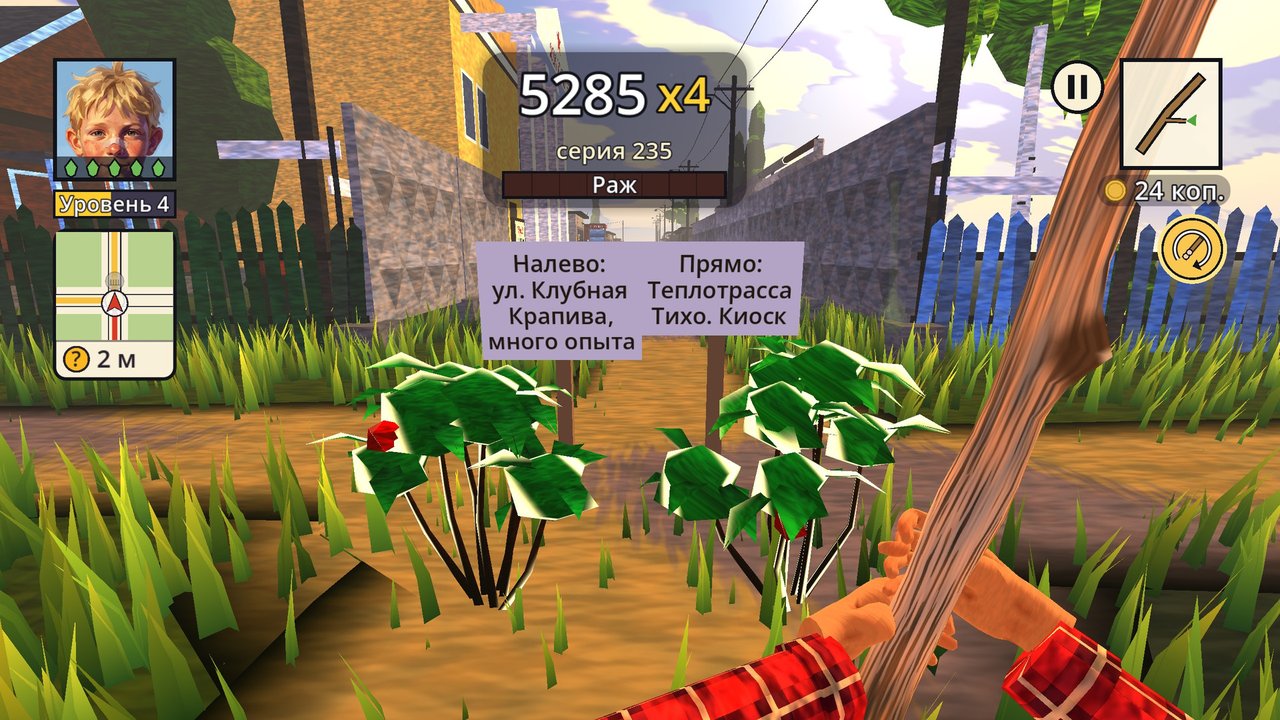 5285 x4
серия 235
Раж
Уровень 4
? 2 м
24 коп.
Налево:
ул. Клубная
Крапива,
много опыта
Прямо:
Теплотрасса
Тихо. Киоск